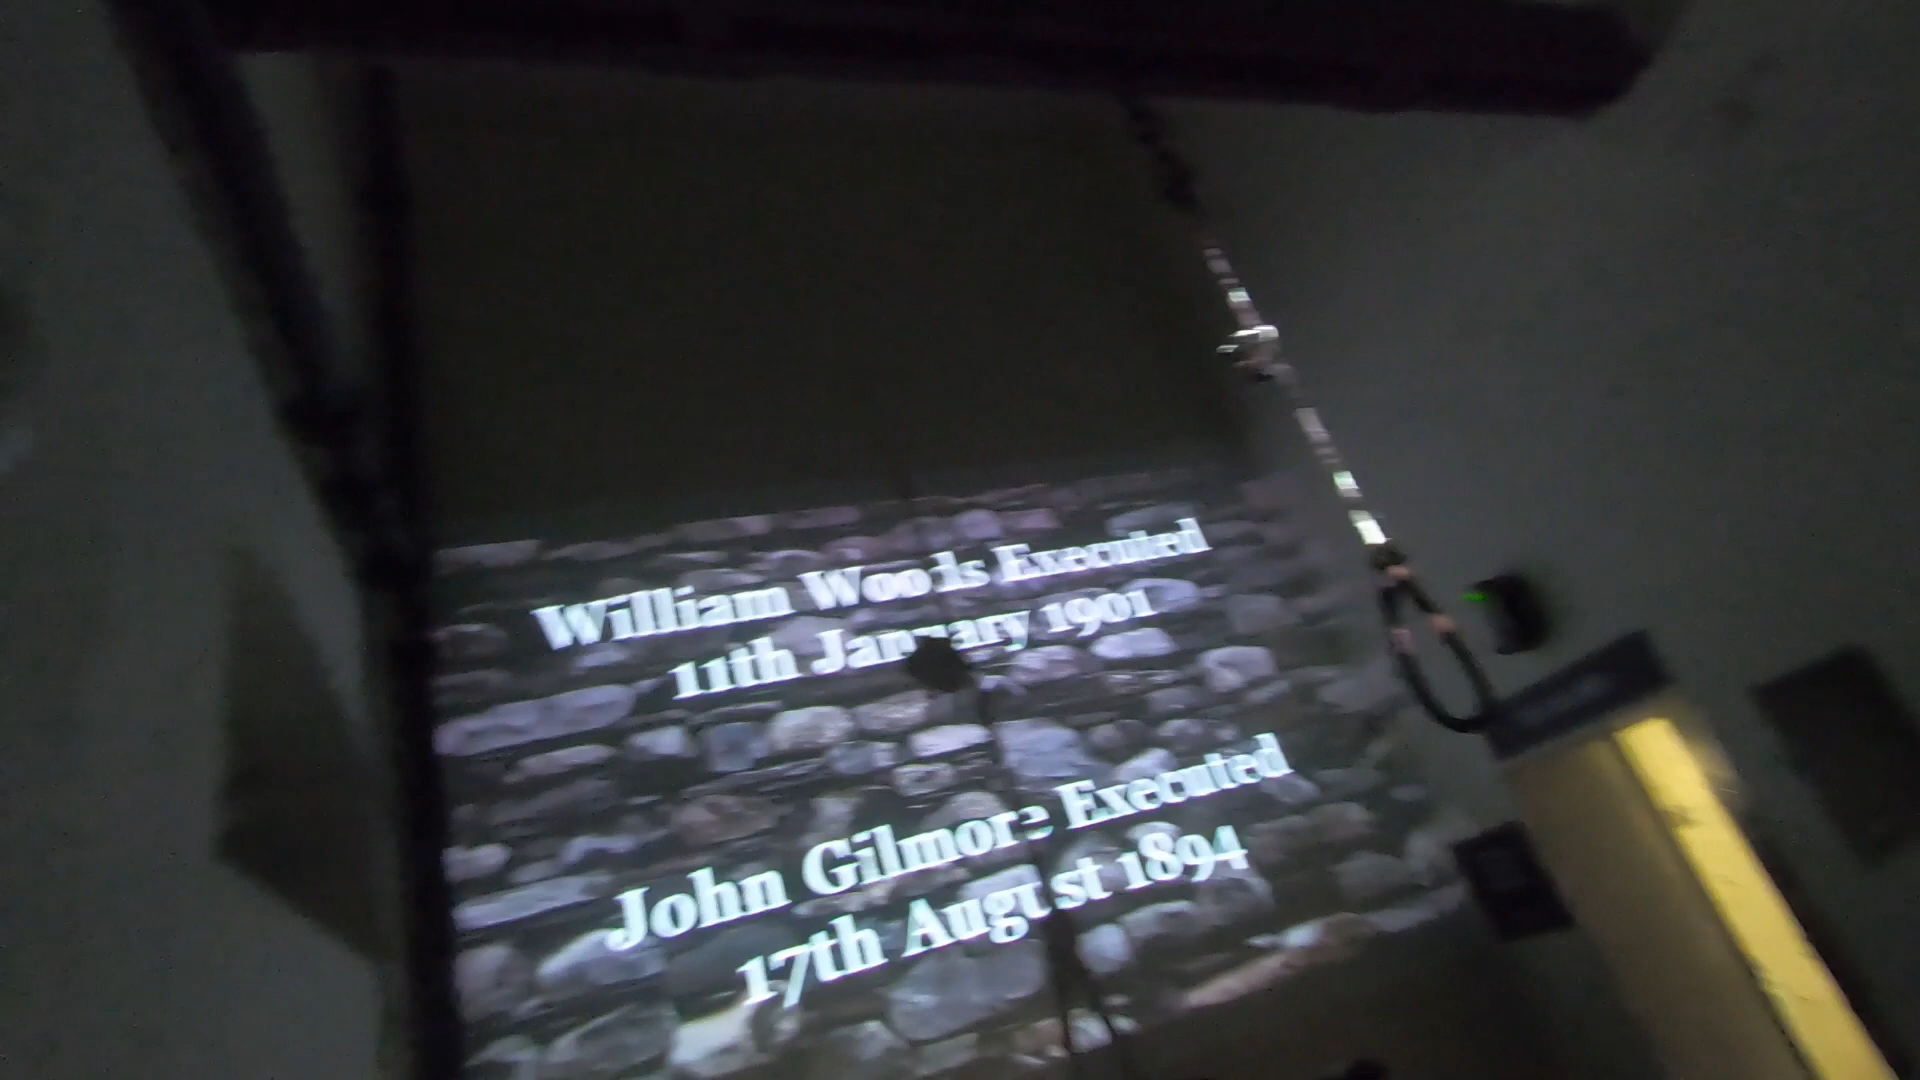 William Woods Executed
11th January 1901
John Gilmore Executed
17th August 1894